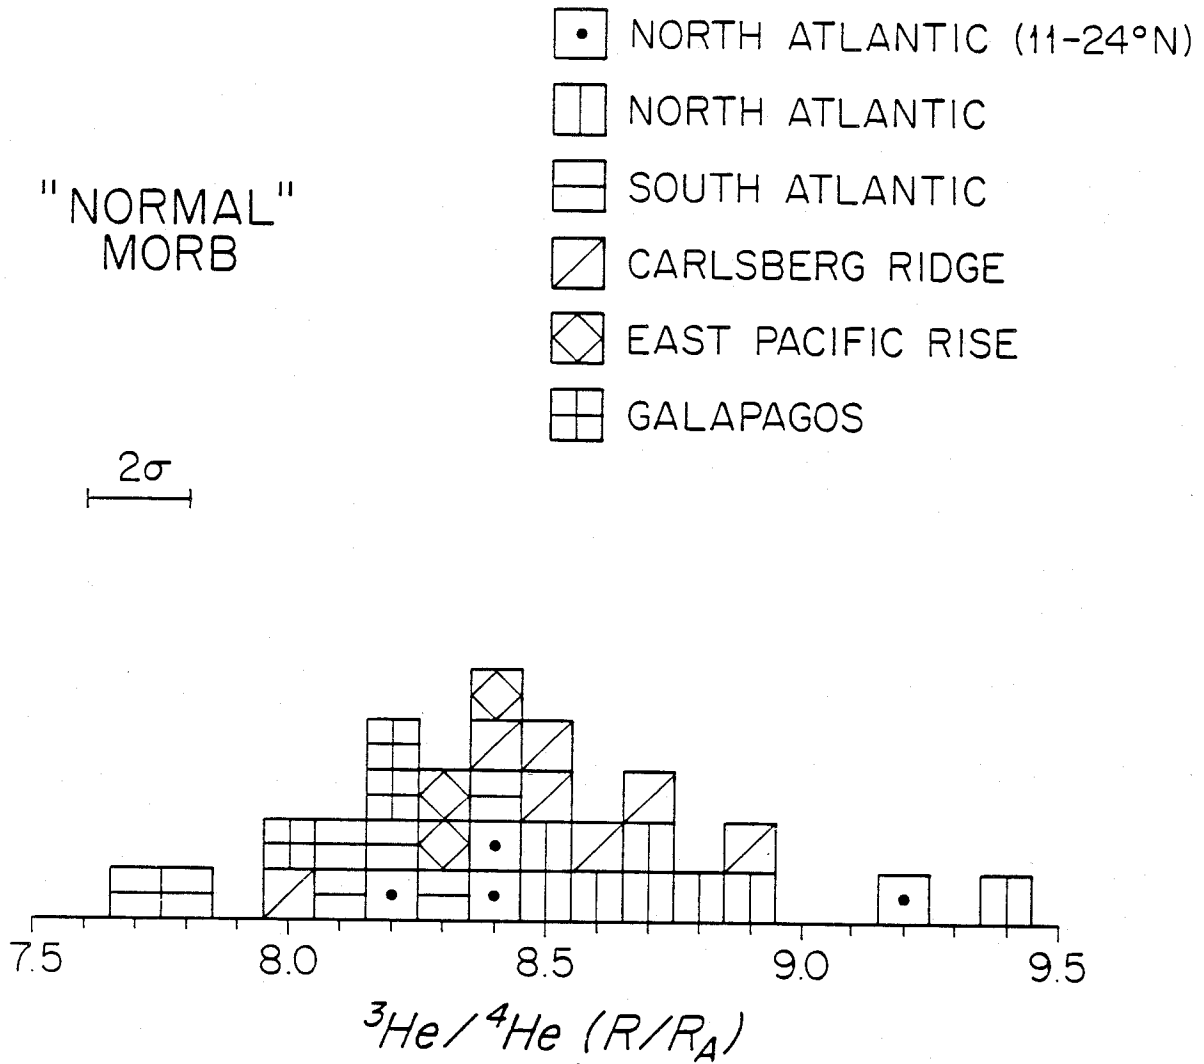 NORTH ATLANTIC (11-24°N)
NORTH ATLANTIC
SOUTH ATLANTIC
CARLSBERG RIDGE
EAST PACIFIC RISE
GALAPAGOS
"NORMAL"
MORB
2σ
7.5 8.0 8.5 9.0 9.5
³He/⁴He (R/R_A)